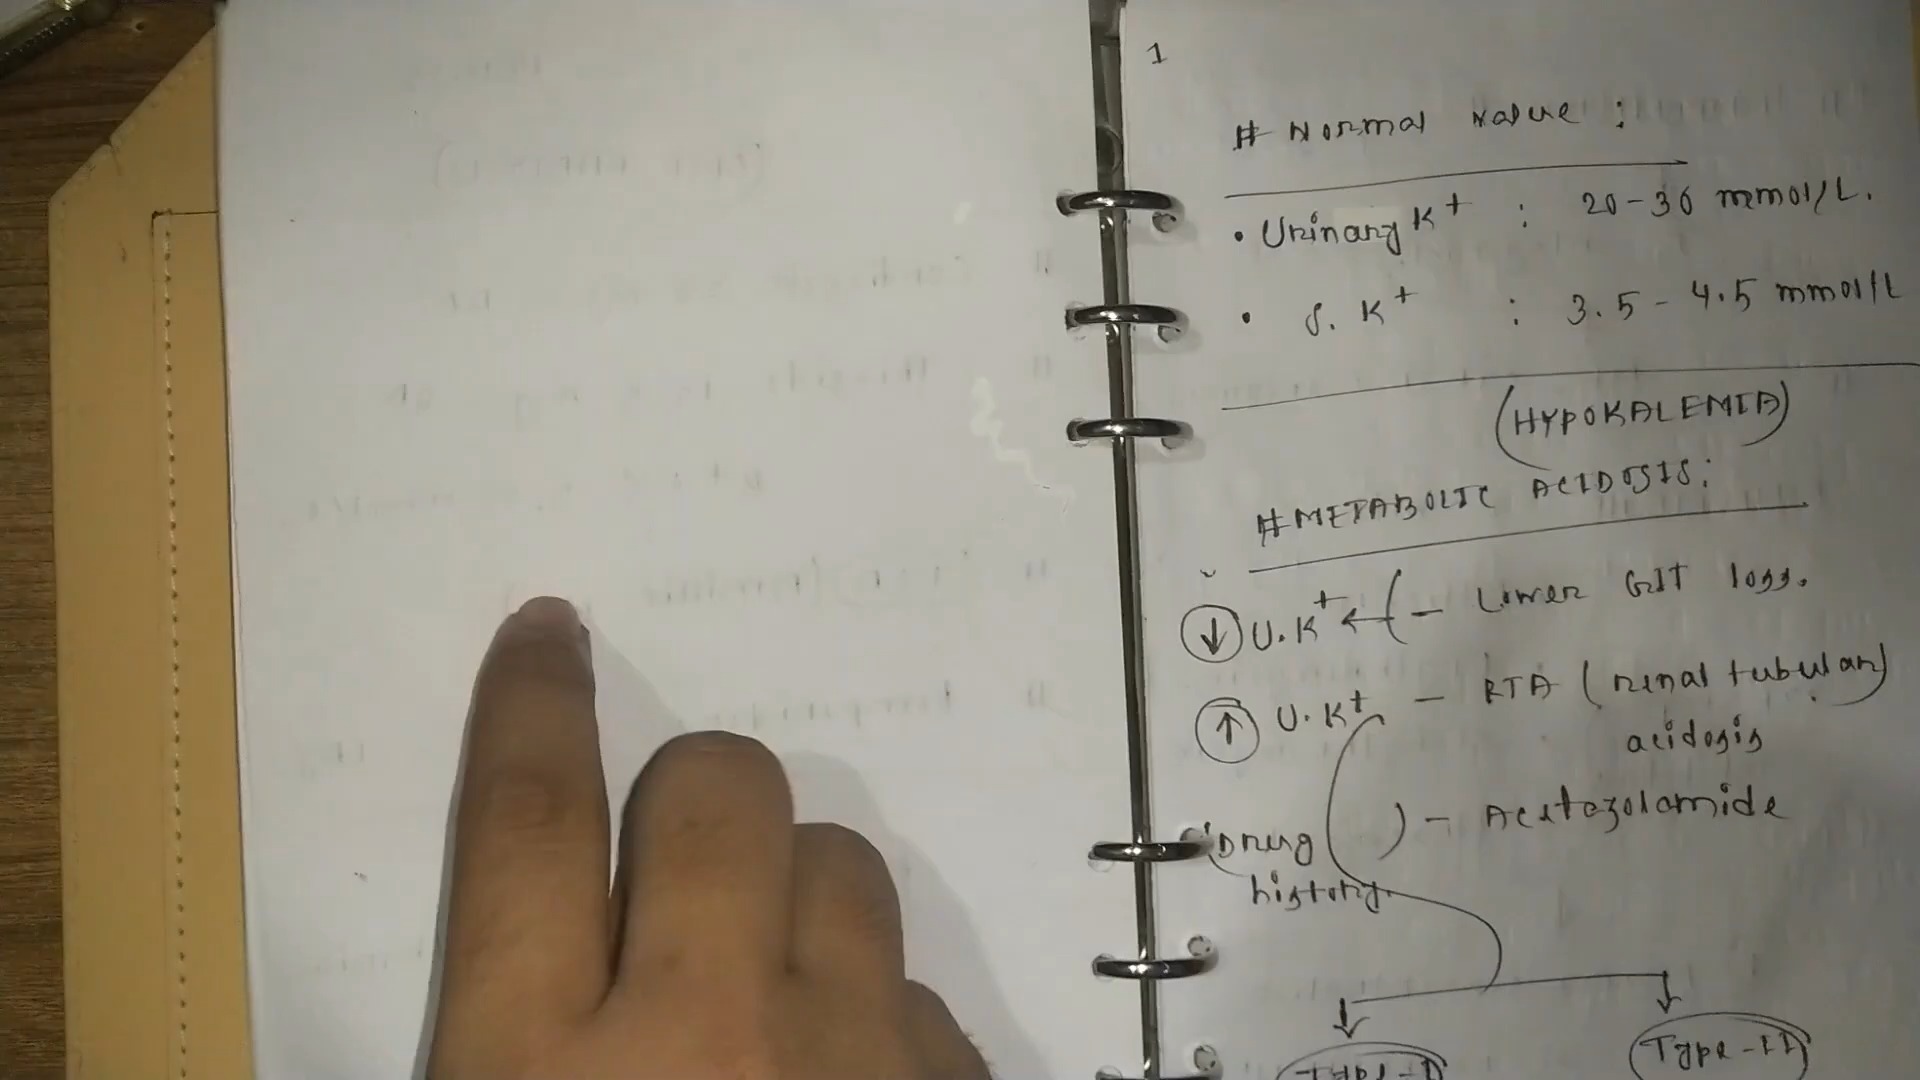 1
# Normal value :
• Urinary K+ : 20-30 mmol/L.
• S. K+ : 3.5 - 4.5 mmol/L
(HYPOKALEMIA)
# METABOLIC ACIDOSIS:
↓ U.K+ ← ( - Lower GIT loss.
↑ U.K+ - RTA (renal tubular)
acidosis
Drug ) - Acetazolamide
history.
Type-I
Type-II